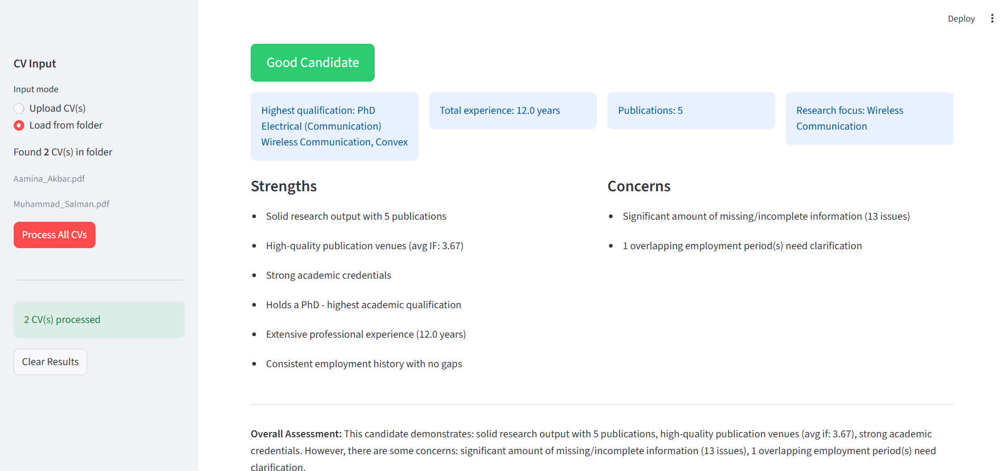 Deploy
CV Input
Input mode
Upload CV(s)
Load from folder
Found 2 CV(s) in folder
Aamina_Akbar.pdf
Muhammad_Salman.pdf
Process All CVs
2 CV(s) processed
Clear Results
Good Candidate
Highest qualification: PhD
Electrical (Communication)
Wireless Communication, Convex
Total experience: 12.0 years
Publications: 5
Research focus: Wireless
Communication
Strengths
Solid research output with 5 publications
High-quality publication venues (avg IF: 3.67)
Strong academic credentials
Holds a PhD - highest academic qualification
Extensive professional experience (12.0 years)
Consistent employment history with no gaps
Concerns
Significant amount of missing/incomplete information (13 issues)
1 overlapping employment period(s) need clarification
Overall Assessment: This candidate demonstrates: solid research output with 5 publications, high-quality publication venues (avg if: 3.67), strong academic
credentials. However, there are some concerns: significant amount of missing/incomplete information (13 issues), 1 overlapping employment period(s) need
clarification.